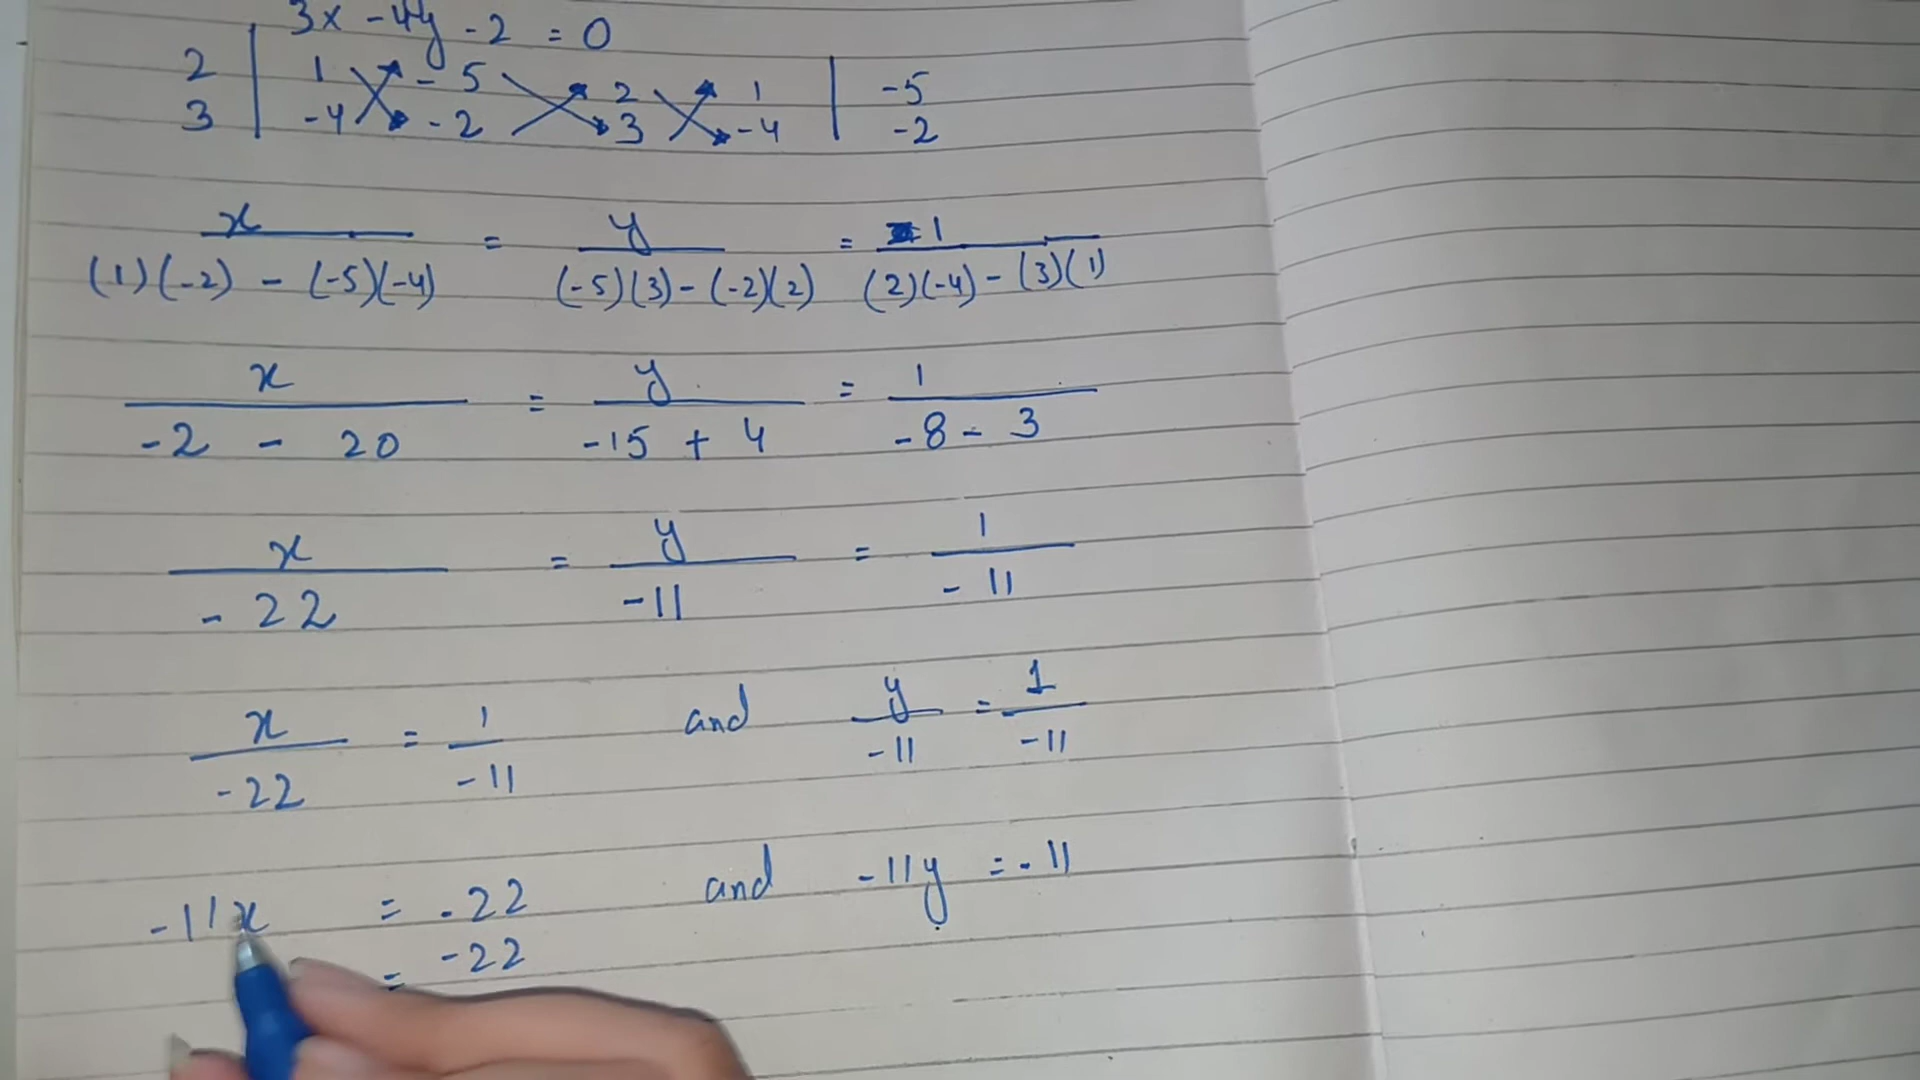 3x - 4y - 2 = 0
2 | 1 - 5 2 1 | -5
3 | -4 - 2 3 -4 | -2
x/(1)(-2) - (-5)(-4) = y/(-5)(3) - (-2)(2) = 1/(2)(-4) - (3)(1)
x/-2 - 20 = y/-15 + 4 = 1/-8 - 3
x/-22 = y/-11 = 1/-11
x/-22 = 1/-11 and y/-11 = 1/-11
-11x = -22 and -11y = -11
= -22